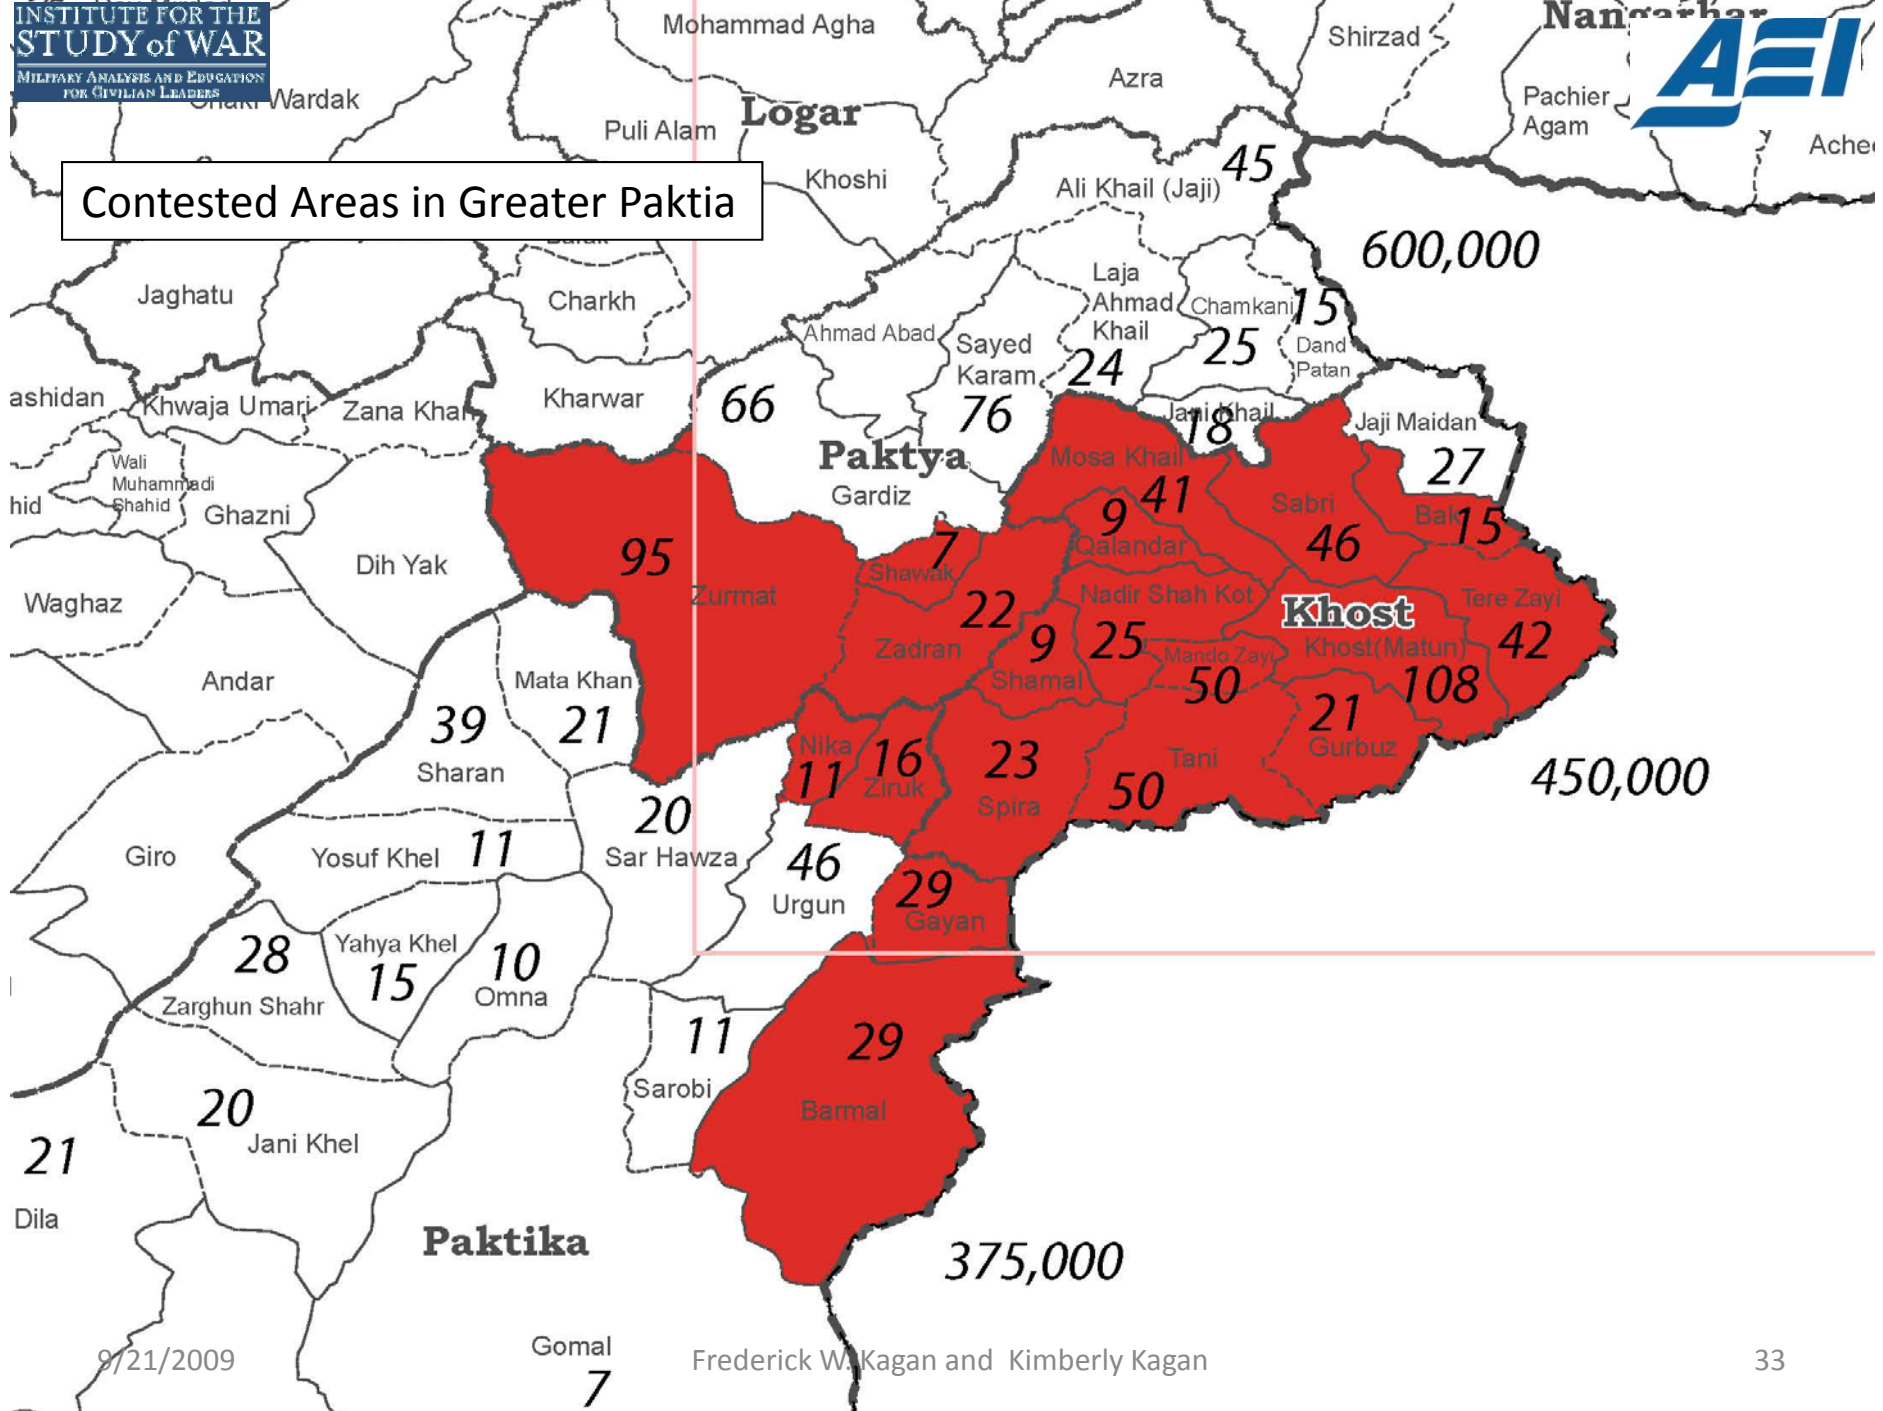 INSTITUTE FOR THE
STUDY of WAR
MILITARY ANALYSIS AND EDUCATION
FOR CIVILIAN LEADERS
AEI
Nangarhar
Mohammad Agha
Shirzad
Azra
Wardak
Logar
Pachier
Agam
Puli Alam
Khoshi
Ali Khail (Jaji)
45
Contested Areas in Greater Paktia
600,000
Jaghatu
Charkh
Laja
Ahmad
Khail
24
Chamkani
25
15
Dand
Patan
Ahmad Abad
Sayed
Karam
76
66
Kharwar
Khwaja Umari
Zana Khan
Jani Khail
18
Jaji Maidan
27
Paktya
Gardiz
Wali
Muhammadi
Shahid
Ghazni
Mosa Khail
41
9
Qalandar
Sabri
46
Bak
15
Dih Yak
95
Zurmat
7
Shawak
22
Zadran
Waghaz
Nadir Shah Kot
25
Khost
Khost(Matun)
108
Tere Zayi
42
9
Shamal
Mando Zayi
50
Andar
Mata Khan
21
39
Sharan
21
Gurbuz
Nika
11
16
Ziruk
23
Spira
Tani
50
450,000
20
Sar Hawza
Giro
Yosuf Khel
11
46
Urgun
29
Gayan
28
Zarghun Shahr
Yahya Khel
15
10
Omna
11
Sarobi
29
Barmal
20
Jani Khel
21
Dila
Paktika
375,000
Gomal
7
9/21/2009
Frederick W. Kagan and Kimberly Kagan
33